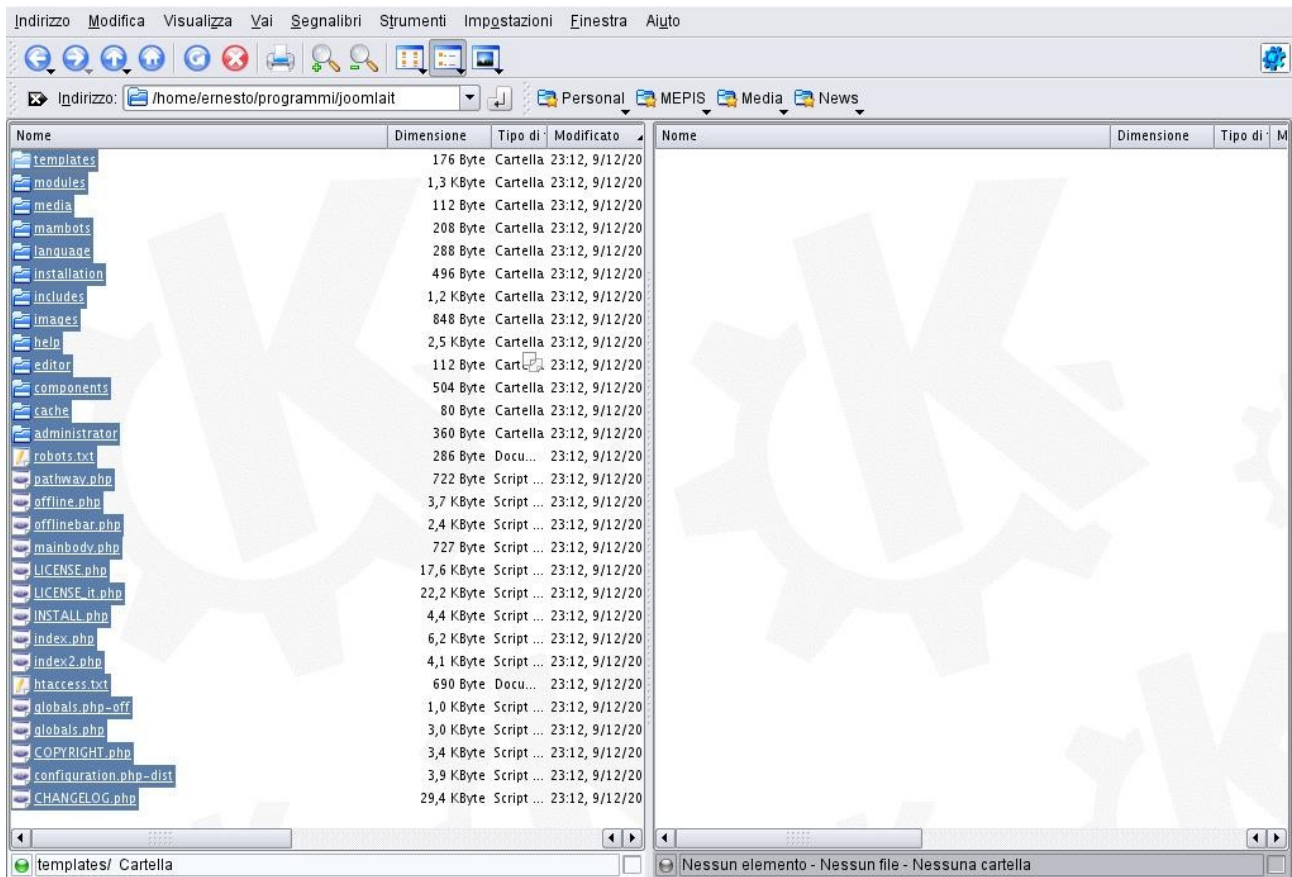 Indirizzo Modifica Visualizza Vai Segnalibri Strumenti Impostazioni Finestra Aiuto
Indirizzo: /home/ernesto/programmi/joomlait Personal MEPIS Media News
Nome Dimensione Tipo di Modificato Nome Dimensione Tipo di M
templates 176 Byte Cartella 23:12, 9/12/20
modules 1,3 KByte Cartella 23:12, 9/12/20
media 112 Byte Cartella 23:12, 9/12/20
mambots 208 Byte Cartella 23:12, 9/12/20
language 288 Byte Cartella 23:12, 9/12/20
installation 496 Byte Cartella 23:12, 9/12/20
includes 1,2 KByte Cartella 23:12, 9/12/20
images 848 Byte Cartella 23:12, 9/12/20
help 2,5 KByte Cartella 23:12, 9/12/20
editor 112 Byte 23:12, 9/12/20
components 504 Byte Cartella 23:12, 9/12/20
cache 80 Byte Cartella 23:12, 9/12/20
administrator 360 Byte Cartella 23:12, 9/12/20
robots.txt 286 Byte Docu... 23:12, 9/12/20
pathway.php 722 Byte Script ... 23:12, 9/12/20
offline.php 3,7 KByte Script ... 23:12, 9/12/20
offlinebar.php 2,4 KByte Script ... 23:12, 9/12/20
mainbody.php 727 Byte Script ... 23:12, 9/12/20
LICENSE.php 17,6 KByte Script ... 23:12, 9/12/20
LICENSE_it.php 22,2 KByte Script ... 23:12, 9/12/20
INSTALL.php 4,4 KByte Script ... 23:12, 9/12/20
index.php 6,2 KByte Script ... 23:12, 9/12/20
index2.php 4,1 KByte Script ... 23:12, 9/12/20
htaccess.txt 690 Byte Docu... 23:12, 9/12/20
globals.php-off 1,0 KByte Script ... 23:12, 9/12/20
globals.php 3,0 KByte Script ... 23:12, 9/12/20
COPYRIGHT.php 3,4 KByte Script ... 23:12, 9/12/20
configuration.php-dist 3,9 KByte Script ... 23:12, 9/12/20
CHANGELOG.php 29,4 KByte Script ... 23:12, 9/12/20
templates/ Cartella Nessun elemento - Nessun file - Nessuna cartella